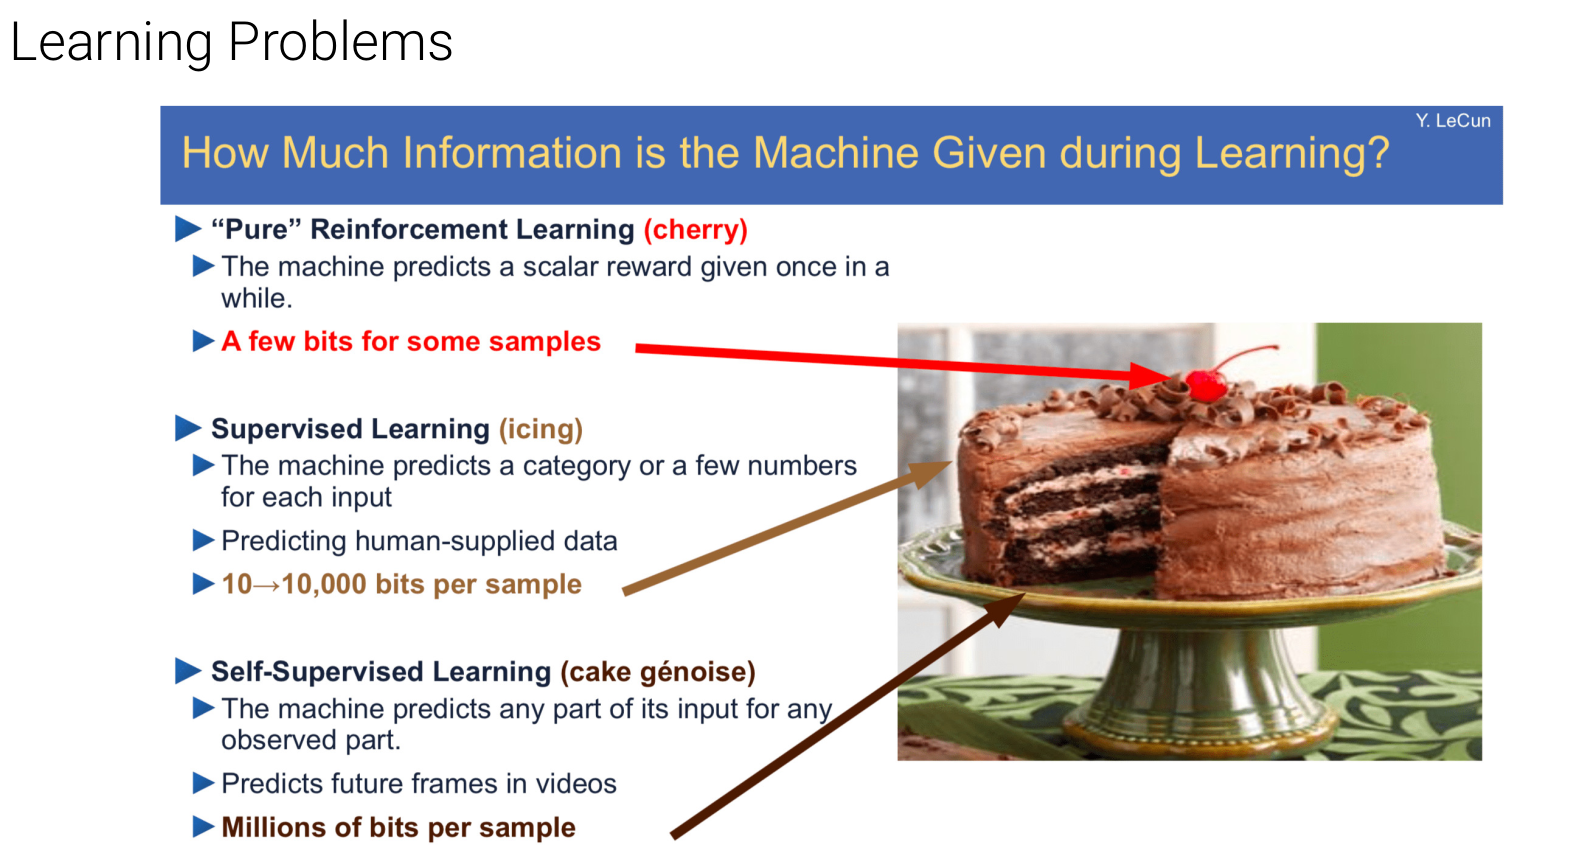 Learning Problems
Y. LeCun
How Much Information is the Machine Given during Learning?
“Pure” Reinforcement Learning (cherry)
The machine predicts a scalar reward given once in a
while.
A few bits for some samples
Supervised Learning (icing)
The machine predicts a category or a few numbers
for each input
Predicting human-supplied data
10→10,000 bits per sample
Self-Supervised Learning (cake génoise)
The machine predicts any part of its input for any
observed part.
Predicts future frames in videos
Millions of bits per sample